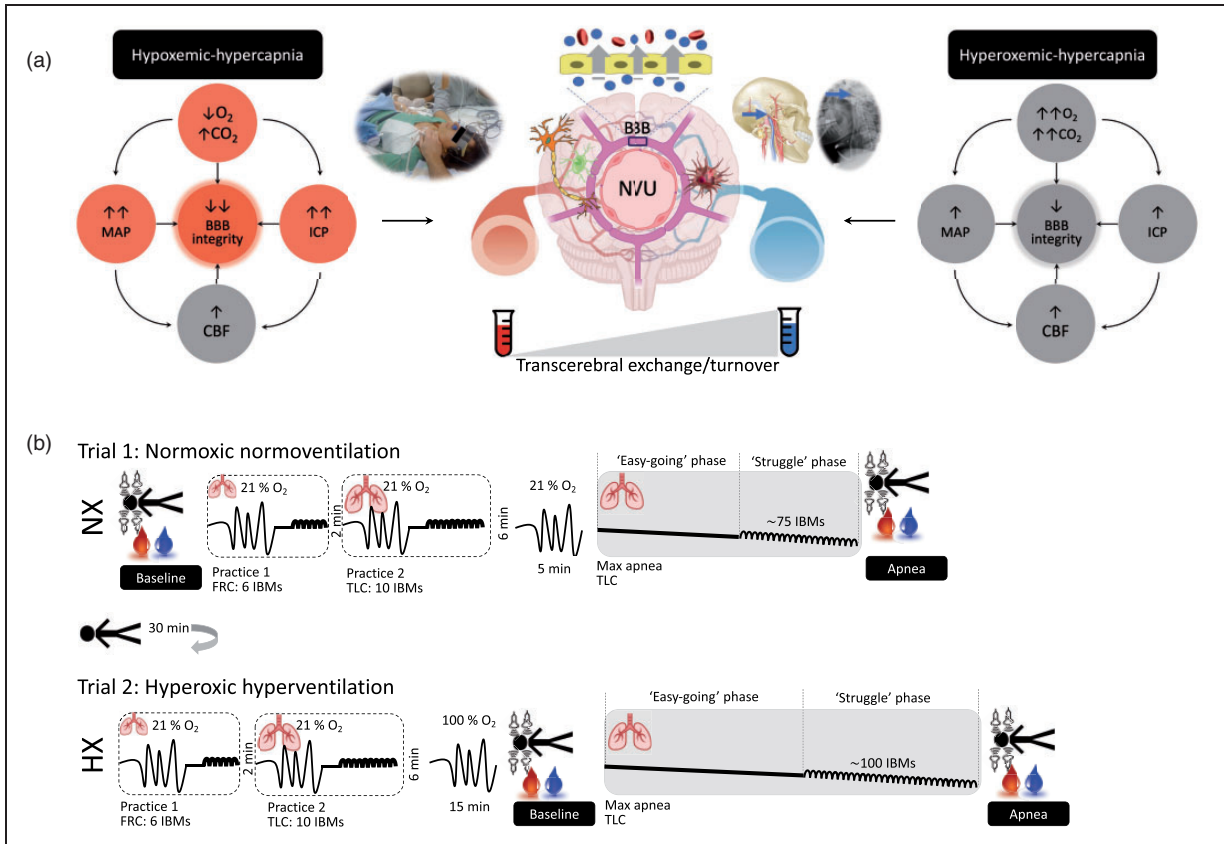 (a)
Hypoxemic-hypercapnia
↓O₂
↑CO₂
↑↑
MAP
↓↓
BBB
integrity
↑↑
ICP
↑
CBF
BBB
NVU
Transcerebral exchange/turnover
Hyperoxemic-hypercapnia
↑↑O₂
↑↑CO₂
↑
MAP
↓
BBB
integrity
↑
ICP
↑
CBF
(b)
Trial 1: Normoxic normoventilation
NX
Baseline
21 % O₂
Practice 1
FRC: 6 IBMs
2 min
21 % O₂
Practice 2
TLC: 10 IBMs
6 min
21 % O₂
5 min
'Easy-going' phase
'Struggle' phase
~75 IBMs
Max apnea
TLC
Apnea
30 min
Trial 2: Hyperoxic hyperventilation
HX
21 % O₂
Practice 1
FRC: 6 IBMs
2 min
21 % O₂
Practice 2
TLC: 10 IBMs
6 min
100 % O₂
15 min
Baseline
'Easy-going' phase
'Struggle' phase
~100 IBMs
Max apnea
TLC
Apnea